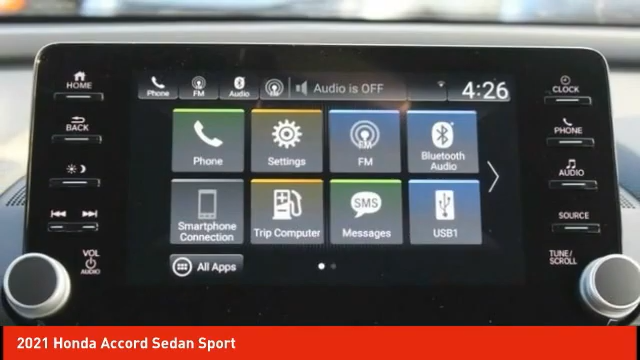 HOME
Phone
FM
Audio
Audio is OFF
4:26
CLOCK
BACK
PHONE
Phone
Settings
FM
Bluetooth
Audio
AUDIO
Smartphone
Connection
Trip Computer
SMS
Messages
USB1
SOURCE
VOL
AUDIO
All Apps
TUNE/
SCROLL
2021 Honda Accord Sedan Sport